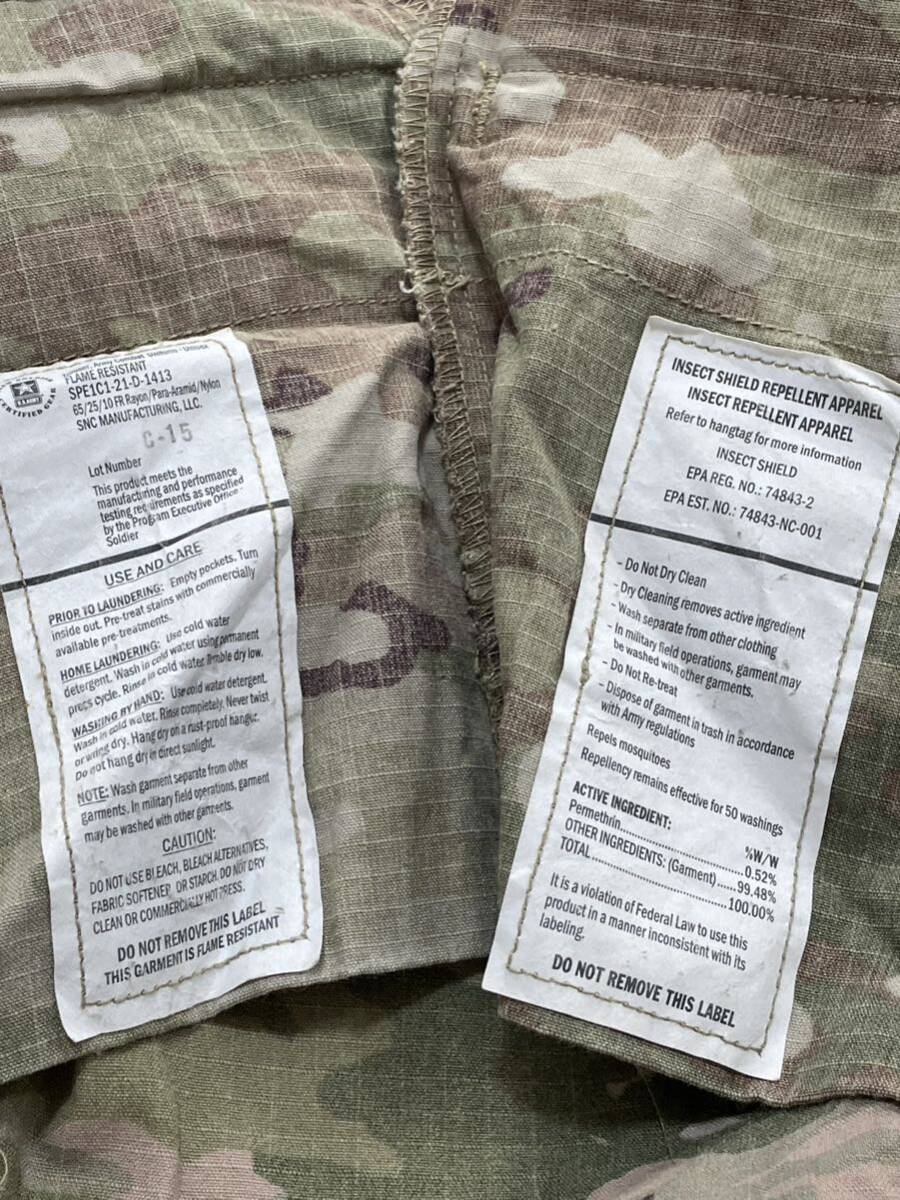 Army Combat Uniform - Unisex
FLAME RESISTANT
SPE1C1-21-D-1413
65/25/10 FR Rayon/Para-Aramid/Nylon
SNC MANUFACTURING, LLC.
CERTIFIED GEAR
C-15
Lot Number
This product meets the
manufacturing and performance
testing requirements as specified
by the Program Executive Office -
Soldier
USE AND CARE
PRIOR TO LAUNDERING: Empty pockets. Turn
inside out. Pre-treat stains with commercially
available pre-treatments.
HOME LAUNDERING: Use cold water
detergent. Wash in cold water using permanent
press cycle. Rinse in cold water. Tumble dry low.
WASHING BY HAND: Use cold water detergent.
Wash in cold water. Rinse completely. Never twist
or wring dry. Hang dry on a rust-proof hanger.
Do not hang dry in direct sunlight.
NOTE: Wash garment separate from other
garments. In military field operations, garment
may be washed with other garments.
CAUTION:
DO NOT USE BLEACH, BLEACH ALTERNATIVES,
FABRIC SOFTENER, OR STARCH. DO NOT DRY
CLEAN OR COMMERCIALLY HOT PRESS.
DO NOT REMOVE THIS LABEL
THIS GARMENT IS FLAME RESISTANT
INSECT SHIELD REPELLENT APPAREL
INSECT REPELLENT APPAREL
Refer to hangtag for more information
INSECT SHIELD
EPA REG. NO.: 74843-2
EPA EST. NO.: 74843-NC-001
- Do Not Dry Clean
- Dry Cleaning removes active ingredient
- Wash separate from other clothing
- In military field operations, garment may
be washed with other garments.
- Do Not Re-treat
- Dispose of garment in trash in accordance
with Army regulations
Repels mosquitoes
Repellency remains effective for 50 washings
ACTIVE INGREDIENT:
%W/W
Permethrin..............................0.52%
OTHER INGREDIENTS: (Garment) .....99.48%
TOTAL ..............................100.00%
It is a violation of Federal Law to use this
product in a manner inconsistent with its
labeling.
DO NOT REMOVE THIS LABEL